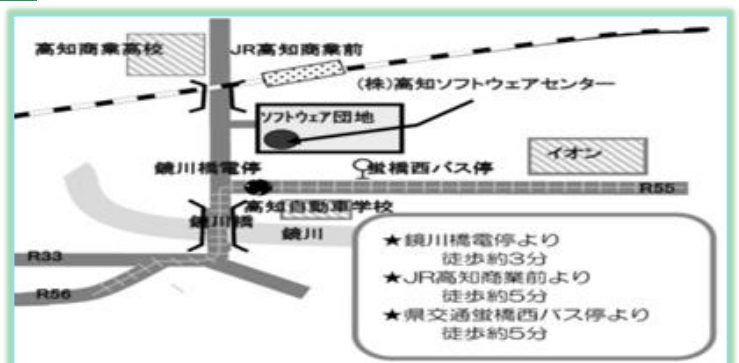 高知商業高校
JR高知商業前
(株)高知ソフトウェアセンター
ソフトウェア団地
イオン
鏡川橋電停
蛍橋西バス停
R55
高知自動車学校
鏡川橋
鏡川
R33
R56
★鏡川橋電停より
徒歩約3分
★JR高知商業前より
徒歩約5分
★県交通蛍橋西バス停より
徒歩約5分